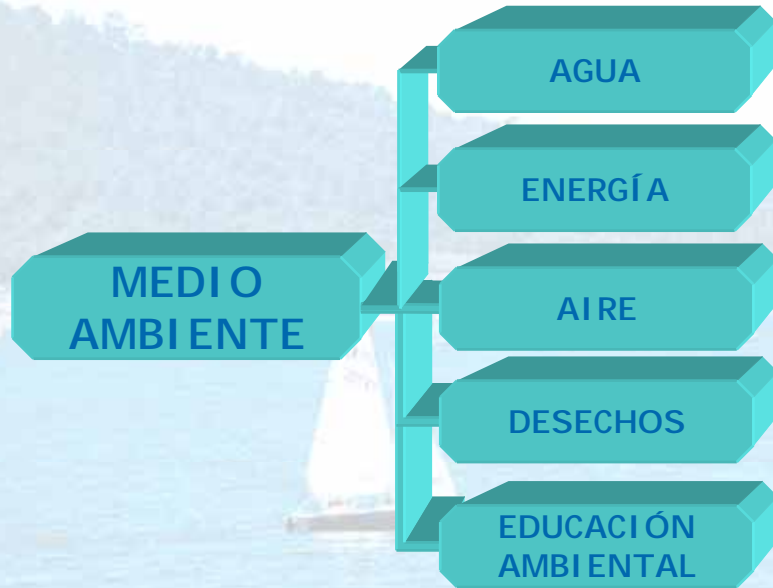 AGUA
ENERGÍA
MEDIO
AMBIENTE
AIRE
DESECHOS
EDUCACIÓN
AMBIENTAL